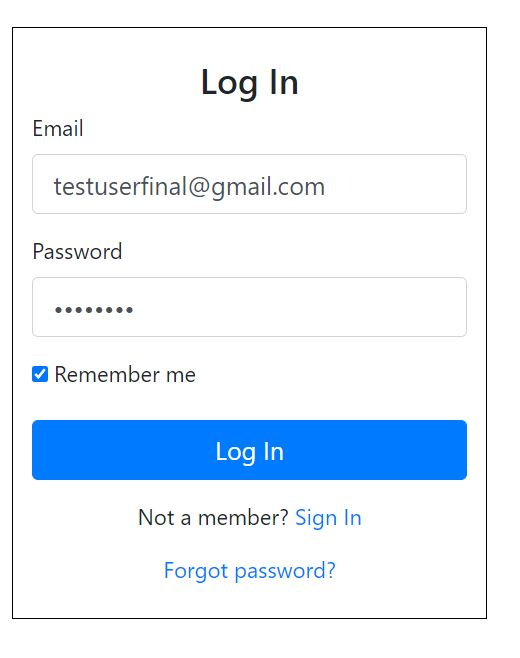 Log In
Email
testuserfinal@gmail.com
Password
••••••••
Remember me
Log In
Not a member? Sign In
Forgot password?